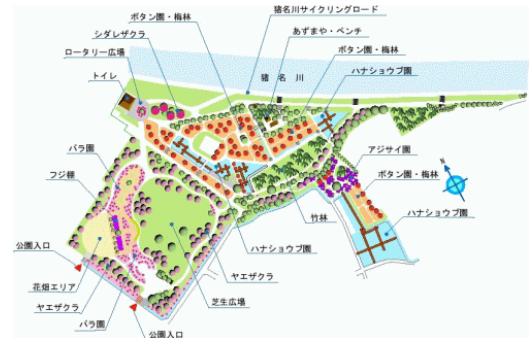 ボタン園・梅林
猪名川サイクリングロード
シダレザクラ
あずまや・ベンチ
ロータリー広場
ボタン園・梅林
トイレ
猪名川
ハナショウブ園
バラ園
アジサイ園
フジ棚
ボタン園・梅林
N
竹林
ハナショウブ園
公園入口
ハナショウブ園
花畑エリア
ヤエザクラ
ヤエザクラ
芝生広場
バラ園
公園入口